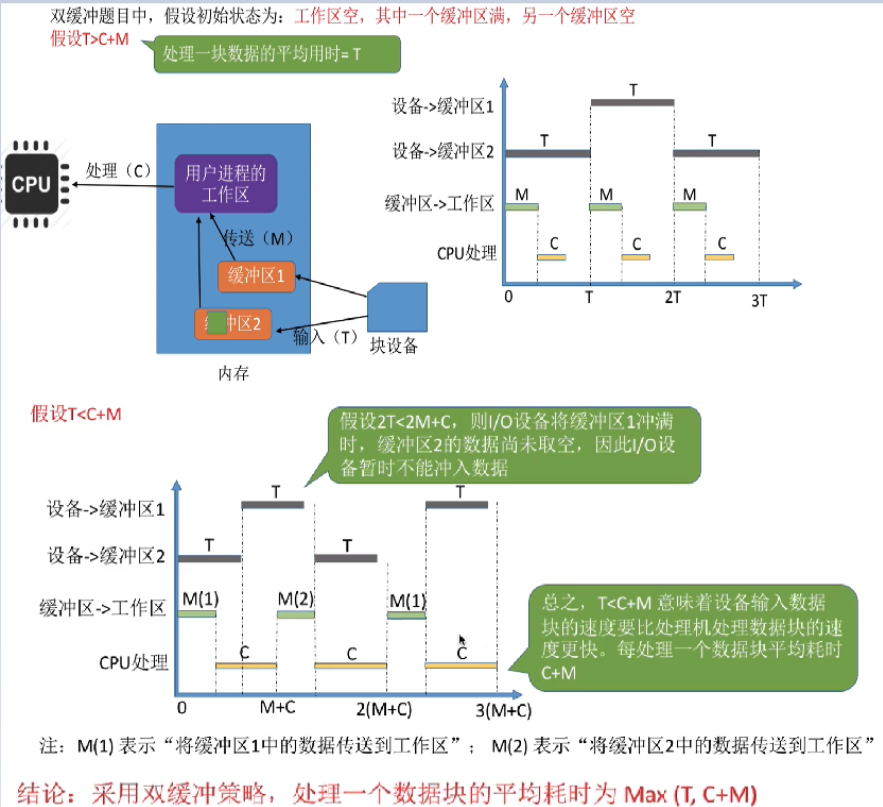 双缓冲题目中，假设初始状态为：工作区空，其中一个缓冲区满，另一个缓冲区空
假设T>C+M
处理一块数据的平均用时= T
CPU
处理（C）
用户进程的
工作区
传送（M）
缓冲区1
冲区2
输入（T）
块设备
内存
设备->缓冲区1
T
设备->缓冲区2
T
T
缓冲区->工作区
M
M
M
CPU处理
C
C
C
0
T
2T
3T
假设T<C+M
假设2T<2M+C，则I/O设备将缓冲区1冲满
时，缓冲区2的数据尚未取空，因此I/O设
备暂时不能冲入数据
设备->缓冲区1
T
T
设备->缓冲区2
T
T
缓冲区->工作区
M(1)
M(2)
M(1)
CPU处理
C
C
C
0
M+C
2(M+C)
3(M+C)
总之，T<C+M 意味着设备输入数据
块的速度要比处理机处理数据块的速
度更快。每处理一个数据块平均耗时
C+M
注：M(1) 表示“将缓冲区1中的数据传送到工作区”； M(2) 表示“将缓冲区2中的数据传送到工作区”
结论：采用双缓冲策略，处理一个数据块的平均耗时为 Max (T, C+M)